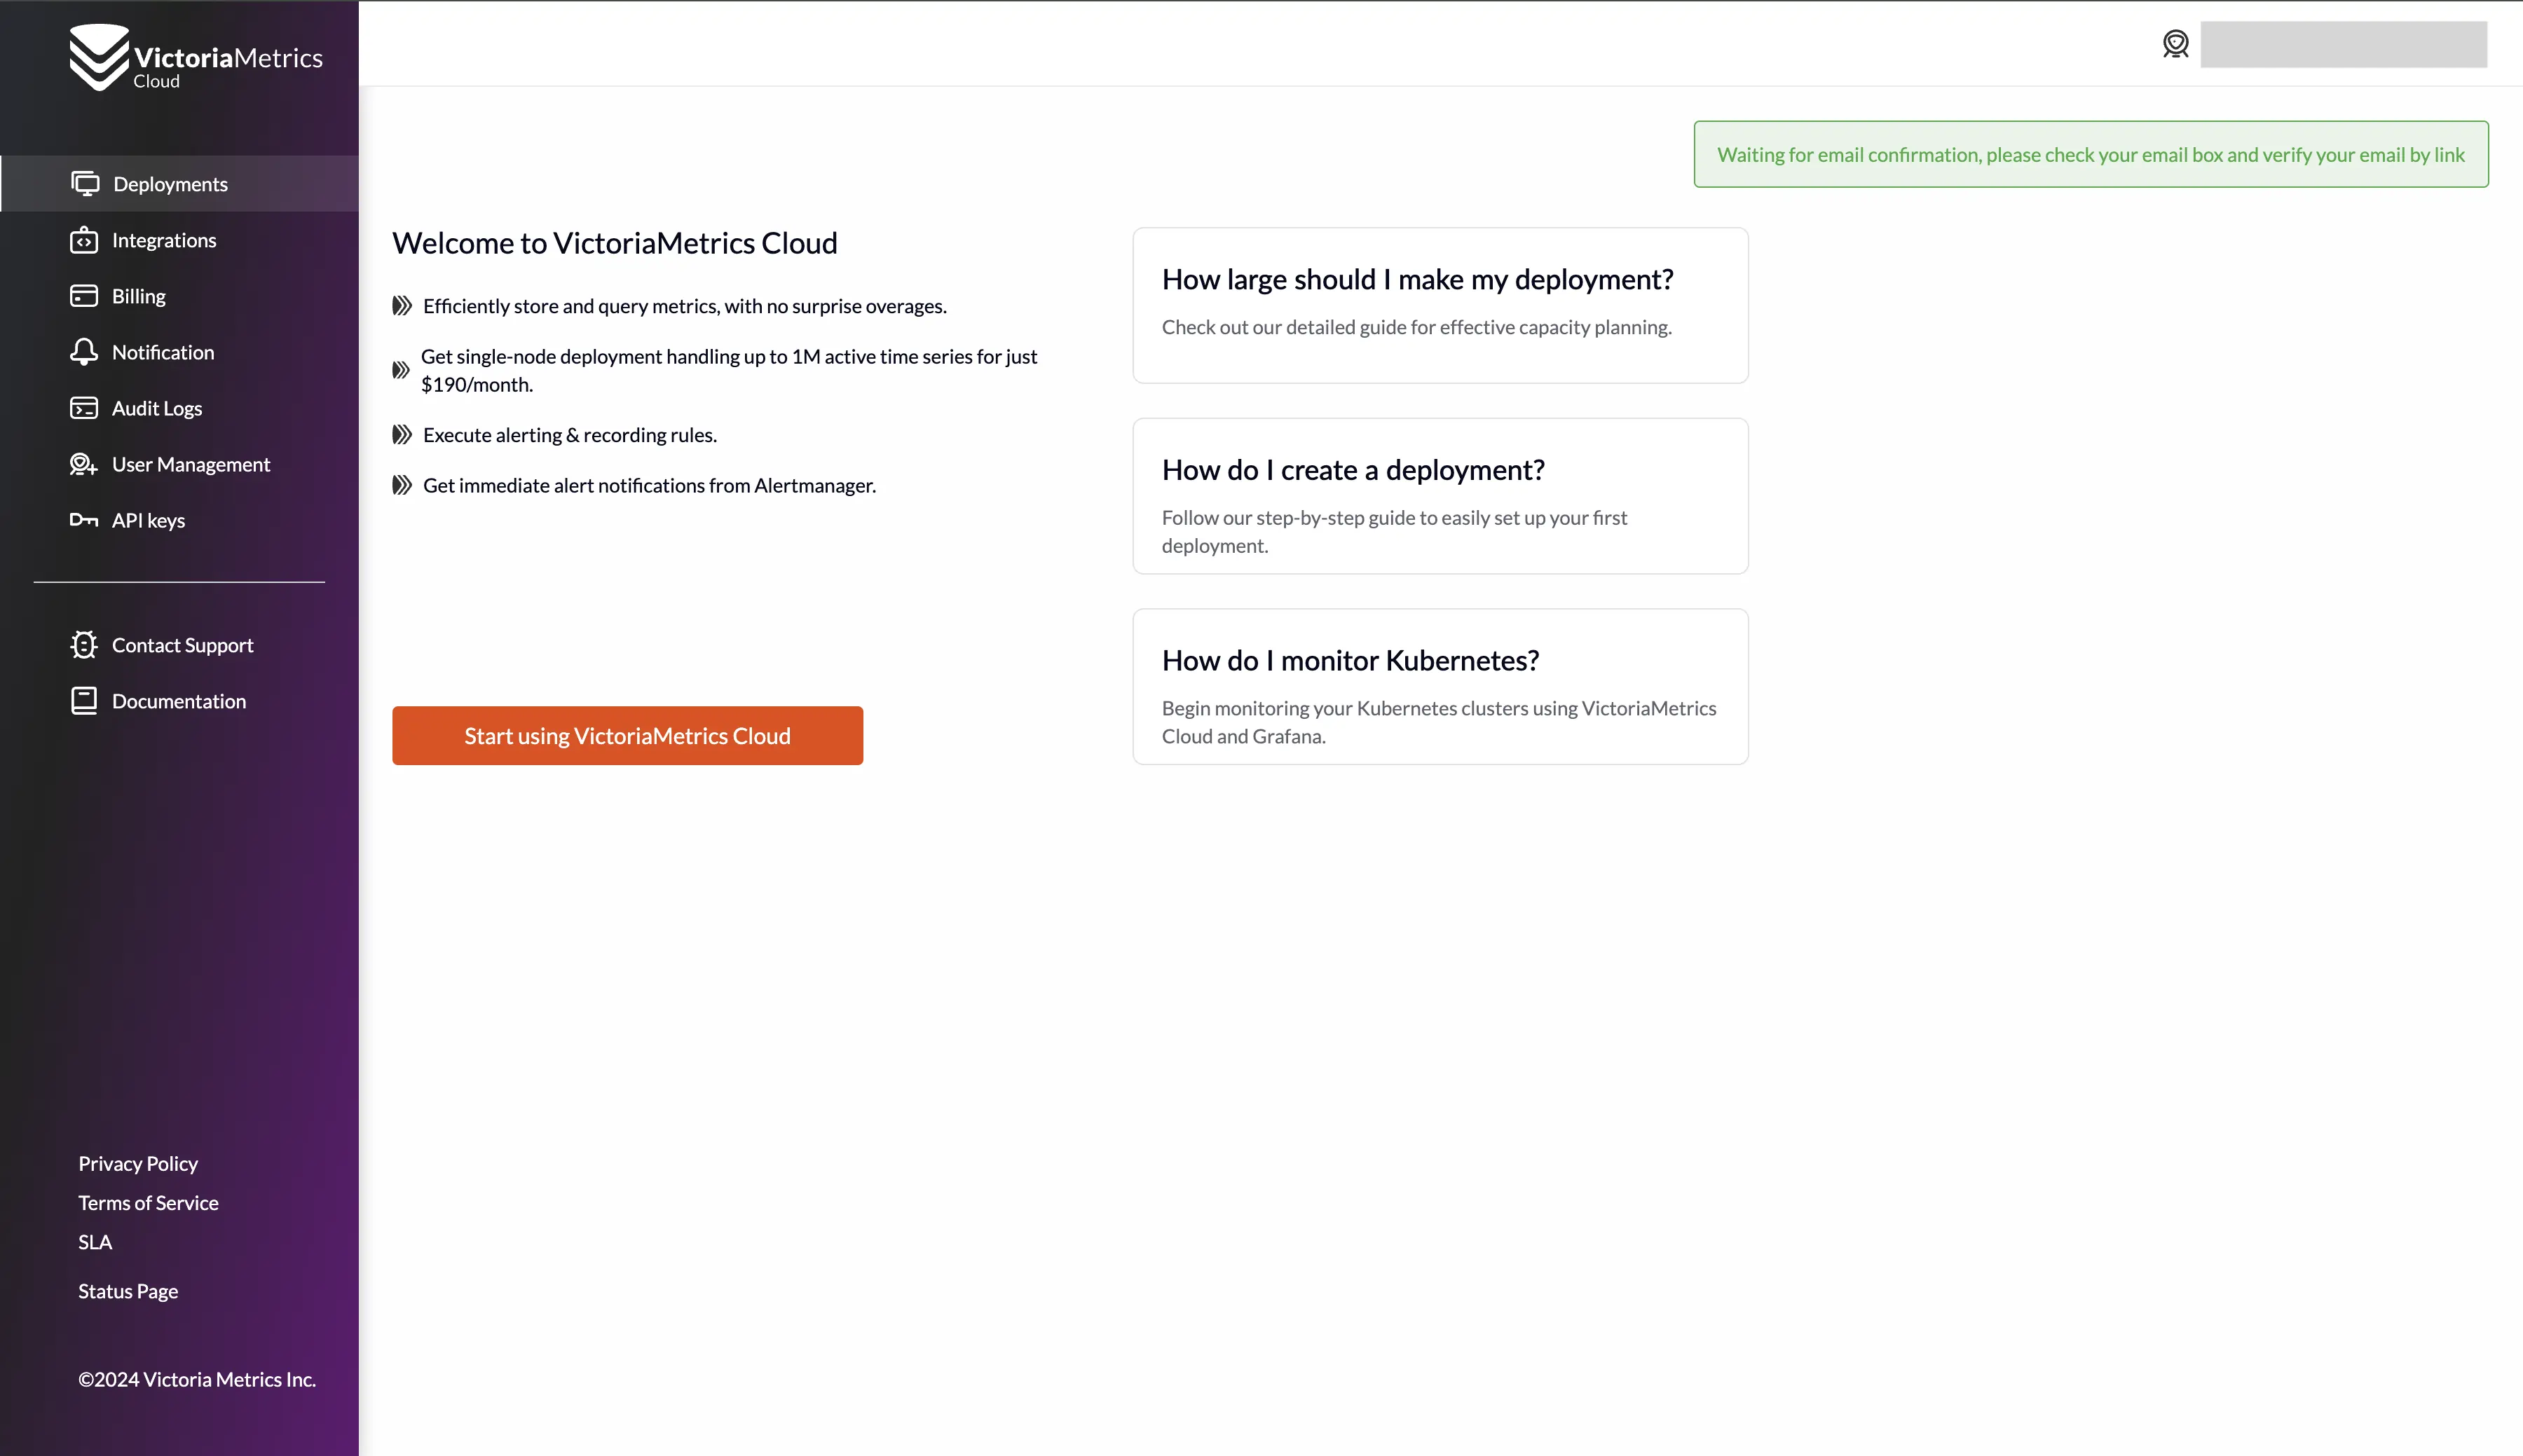 VictoriaMetrics
Cloud
Deployments
Integrations
Billing
Notification
Audit Logs
User Management
API keys
Contact Support
Documentation
Privacy Policy
Terms of Service
SLA
Status Page
©2024 Victoria Metrics Inc.
Waiting for email confirmation, please check your email box and verify your email by link
Welcome to VictoriaMetrics Cloud
Efficiently store and query metrics, with no surprise overages.
Get single-node deployment handling up to 1M active time series for just
$190/month.
Execute alerting & recording rules.
Get immediate alert notifications from Alertmanager.
Start using VictoriaMetrics Cloud
How large should I make my deployment?
Check out our detailed guide for effective capacity planning.
How do I create a deployment?
Follow our step-by-step guide to easily set up your first
deployment.
How do I monitor Kubernetes?
Begin monitoring your Kubernetes clusters using VictoriaMetrics
Cloud and Grafana.